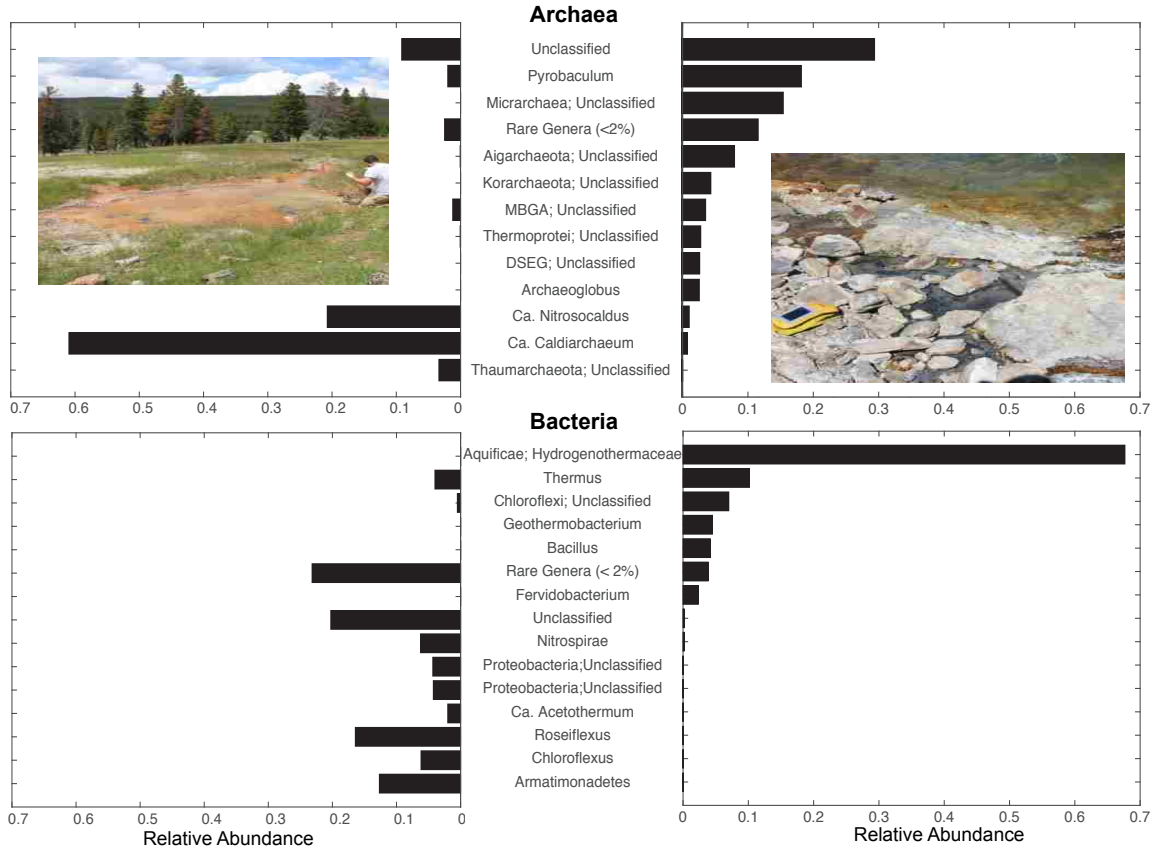 Archaea
Unclassified
Pyrobaculum
Micrarchaea; Unclassified
Rare Genera (<2%)
Aigarchaeota; Unclassified
Korarchaeota; Unclassified
MBGA; Unclassified
Thermoprotei; Unclassified
DSEG; Unclassified
Archaeoglobus
Ca. Nitrosocaldus
Ca. Caldiarchaeum
Thaumarchaeota; Unclassified
0.7 0.6 0.5 0.4 0.3 0.2 0.1 0
0 0.1 0.2 0.3 0.4 0.5 0.6 0.7
Bacteria
Aquificae; Hydrogenothermaceae
Thermus
Chloroflexi; Unclassified
Geothermobacterium
Bacillus
Rare Genera (< 2%)
Fervidobacterium
Unclassified
Nitrospirae
Proteobacteria;Unclassified
Proteobacteria;Unclassified
Ca. Acetothermum
Roseiflexus
Chloroflexus
Armatimonadetes
0.7 0.6 0.5 0.4 0.3 0.2 0.1 0
0 0.1 0.2 0.3 0.4 0.5 0.6 0.7
Relative Abundance
Relative Abundance